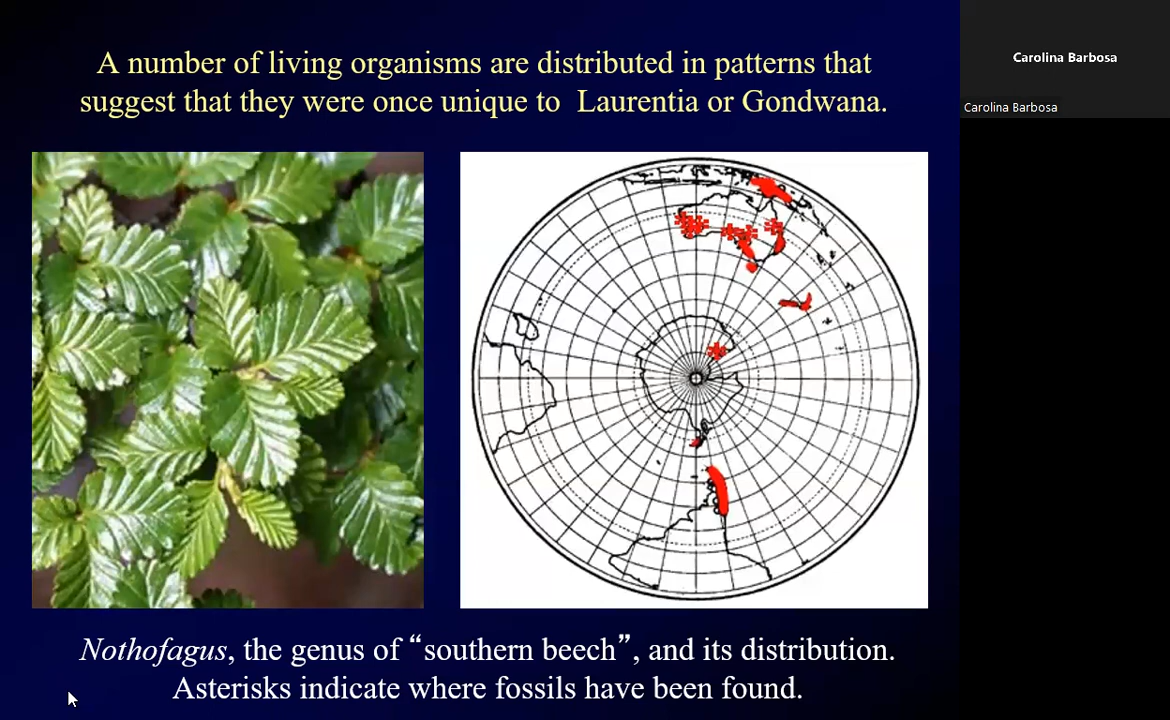 A number of living organisms are distributed in patterns that
suggest that they were once unique to  Laurentia or Gondwana.
Carolina Barbosa
Carolina Barbosa
Nothofagus, the genus of “southern beech”, and its distribution.
Asterisks indicate where fossils have been found.